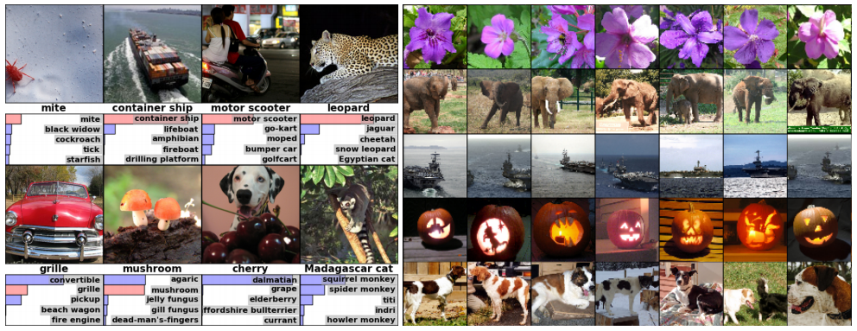 mite
container ship
motor scooter
leopard
mite
black widow
cockroach
tick
starfish
container ship
lifeboat
amphibian
fireboat
drilling platform
motor scooter
go-kart
moped
bumper car
golfcart
leopard
jaguar
cheetah
snow leopard
Egyptian cat
grille
mushroom
cherry
Madagascar cat
convertible
grille
pickup
beach wagon
fire engine
agaric
mushroom
jelly fungus
gill fungus
dead-man's-fingers
dalmatian
grape
elderberry
ffordshire bullterrier
currant
squirrel monkey
spider monkey
titi
indri
howler monkey